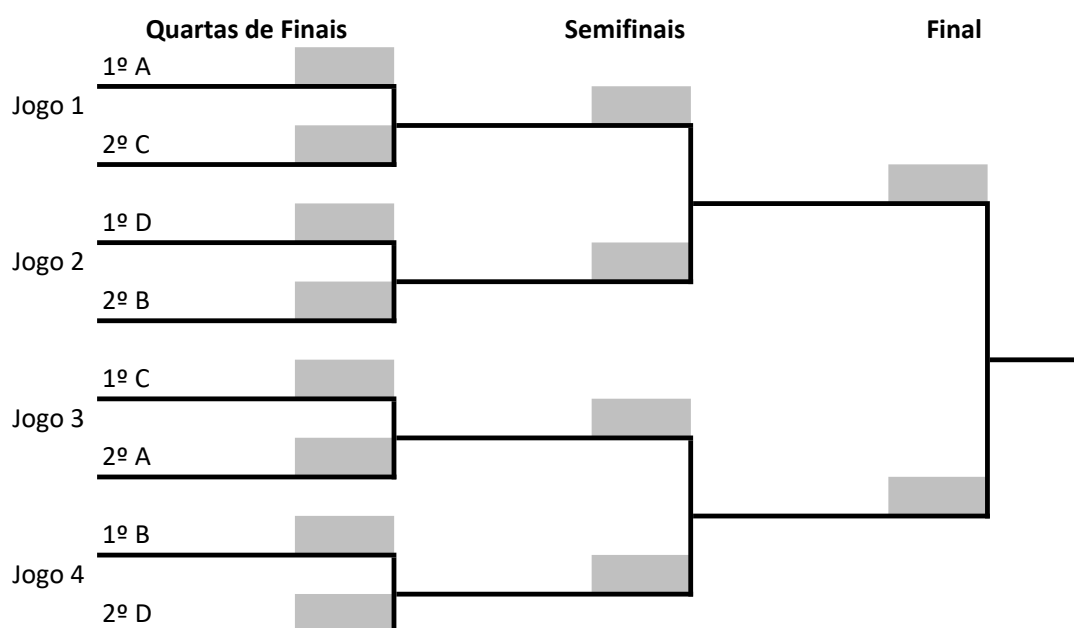 Quartas de Finais Semifinais Final
1º A
Jogo 1
2º C
1º D
Jogo 2
2º B
1º C
Jogo 3
2º A
1º B
Jogo 4
2º D